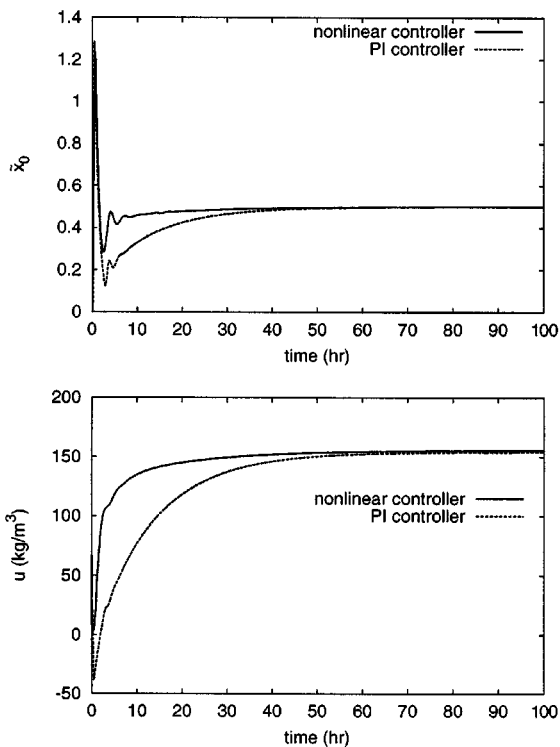 1.4
nonlinear controller
PI controller
1.2
1
0.8
x̃0
0.6
0.4
0.2
0
0 10 20 30 40 50 60 70 80 90 100
time (hr)
200
150
nonlinear controller
PI controller
100
u (kg/m³)
50
0
-50
0 10 20 30 40 50 60 70 80 90 100
time (hr)